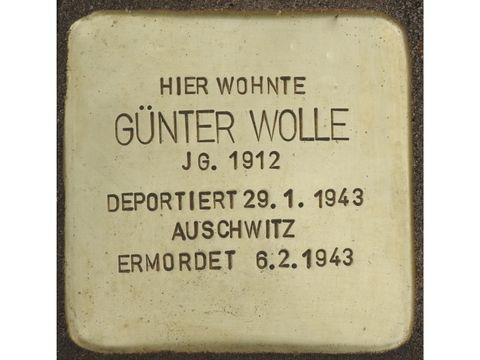 HIER WOHNTE
GÜNTER WOLLE
JG. 1912
DEPORTIERT 29.1.1943
AUSCHWITZ
ERMORDET 6.2.1943